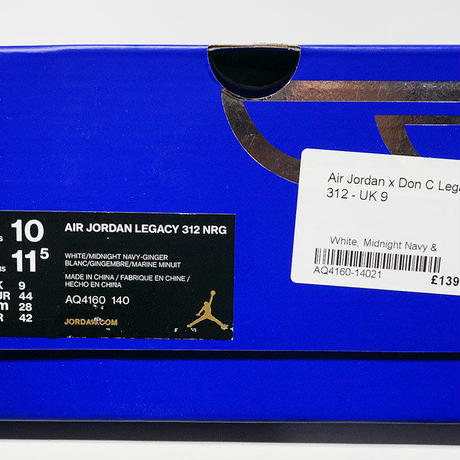 10
11⁵
9
44
28
42
AIR JORDAN LEGACY 312 NRG
WHITE/MIDNIGHT NAVY-GINGER
BLANC/GINGEMBRE/MARINE MINUIT
MADE IN CHINA / FABRIQUE EN CHINE /
HECHO EN CHINA
AQ4160 140
JORDAN.COM
Air Jordan x Don C Lega
312 - UK 9
White, Midnight Navy &
AQ4160-14021
£139